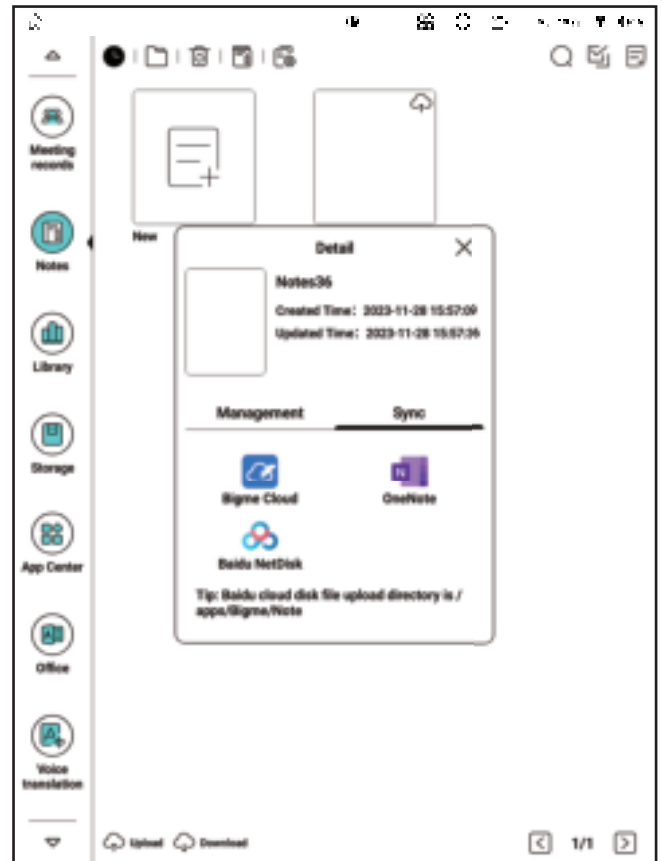 Meeting
records
Notes
Library
Storage
App Center
Office
Voice
translation
New
Detail
Notes36
Created Time: 2023-11-28 15:57:09
Updated Time: 2023-11-28 15:57:36
Management
Sync
Bigme Cloud
OneNote
Baidu NetDisk
Tip: Baidu cloud disk file upload directory is /
apps/Bigme/Note
Upload
Download
1/1